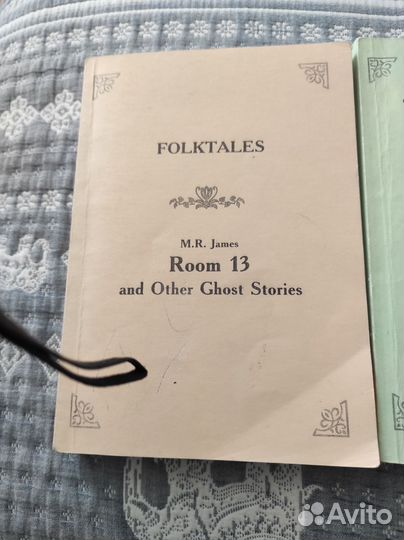 FOLKTALES
M.R. James
Room 13
and Other Ghost Stories
Avito